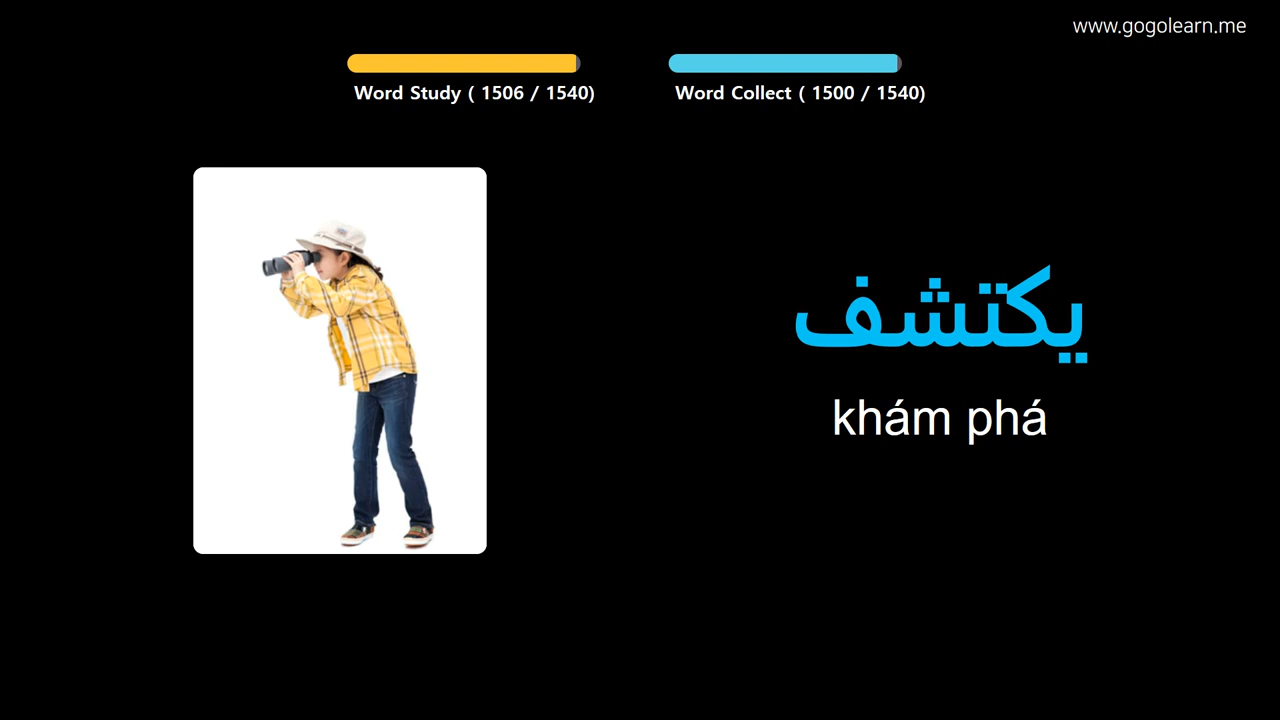 www.gogolearn.me
Word Study ( 1506 / 1540)
Word Collect ( 1500 / 1540)
يكتشف
khám phá